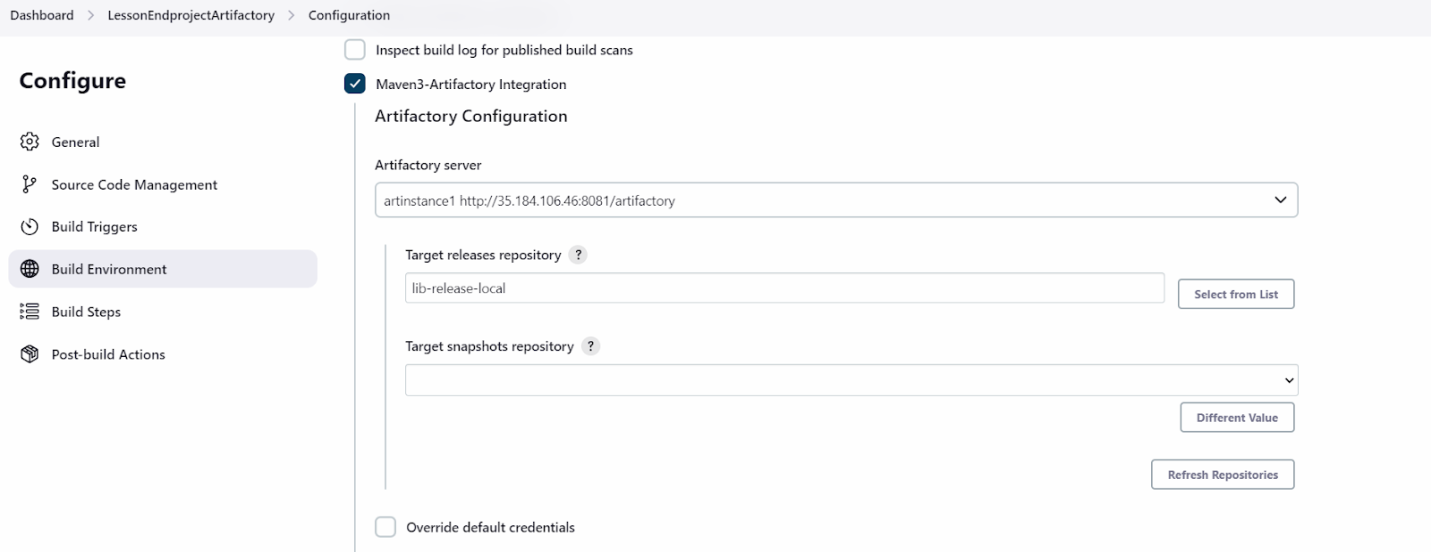 Dashboard > LessonEndprojectArtifactory > Configuration
Configure
General
Source Code Management
Build Triggers
Build Environment
Build Steps
Post-build Actions
Inspect build log for published build scans
Maven3-Artifactory Integration
Artifactory Configuration
Artifactory server
artinstance1 http://35.184.106.46:8081/artifactory
Target releases repository ?
lib-release-local
Select from List
Target snapshots repository ?
Different Value
Refresh Repositories
Override default credentials